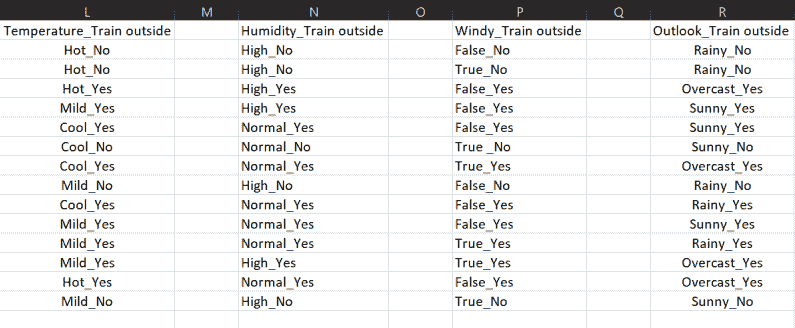 L M N O P Q R
Temperature_Train outside Humidity_Train outside Windy_Train outside Outlook_Train outside
Hot_No High_No False_No Rainy_No
Hot_No High_No True_No Rainy_No
Hot_Yes High_Yes False_Yes Overcast_Yes
Mild_Yes High_Yes False_Yes Sunny_Yes
Cool_Yes Normal_Yes False_Yes Sunny_Yes
Cool_No Normal_No True _No Sunny_No
Cool_Yes Normal_Yes True_Yes Overcast_Yes
Mild_No High_No False_No Rainy_No
Cool_Yes Normal_Yes False_Yes Rainy_Yes
Mild_Yes Normal_Yes False_Yes Sunny_Yes
Mild_Yes Normal_Yes True_Yes Rainy_Yes
Mild_Yes High_Yes True_Yes Overcast_Yes
Hot_Yes Normal_Yes False_Yes Overcast_Yes
Mild_No High_No True_No Sunny_No